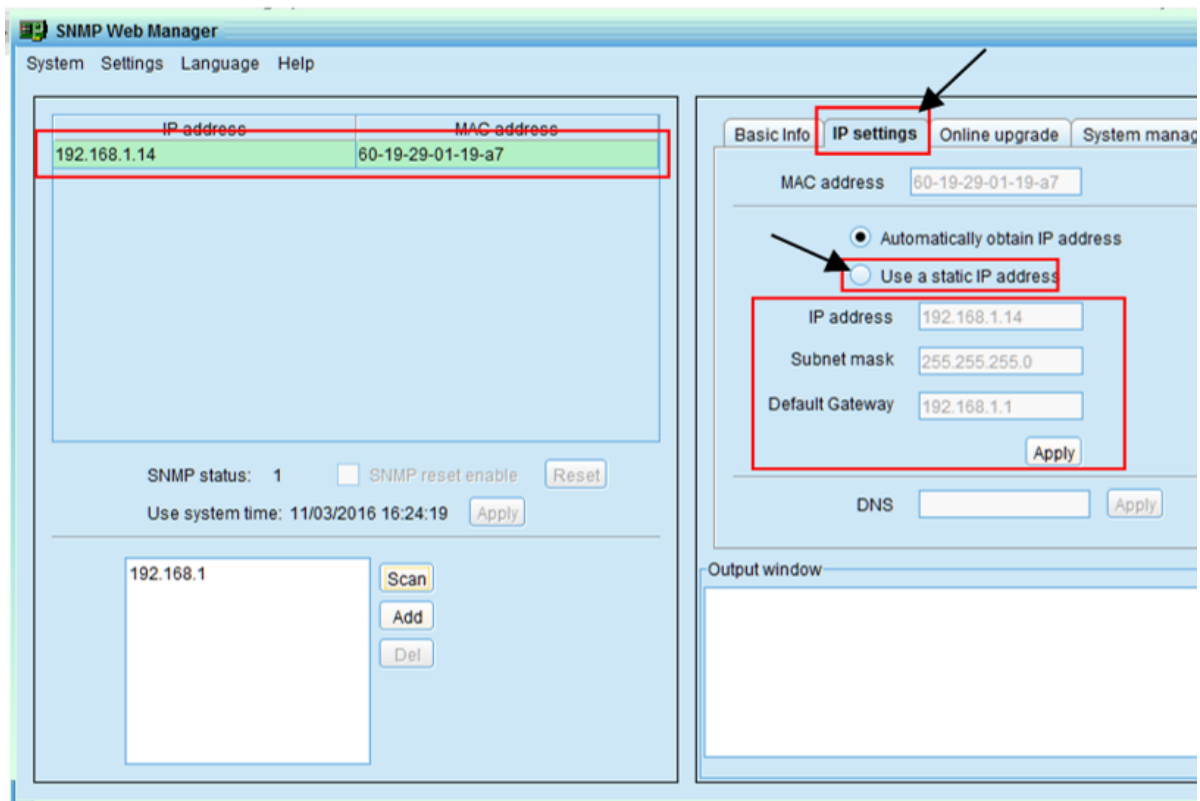 SNMP Web Manager
System Settings Language Help
IP address MAC address
192.168.1.14 60-19-29-01-19-a7
SNMP status: 1 SNMP reset enable Reset
Use system time: 11/03/2016 16:24:19 Apply
192.168.1
Scan
Add
Del
Basic Info IP settings Online upgrade System manag
MAC address 60-19-29-01-19-a7
Automatically obtain IP address
Use a static IP address
IP address 192.168.1.14
Subnet mask 255.255.255.0
Default Gateway 192.168.1.1
Apply
DNS Apply
Output window